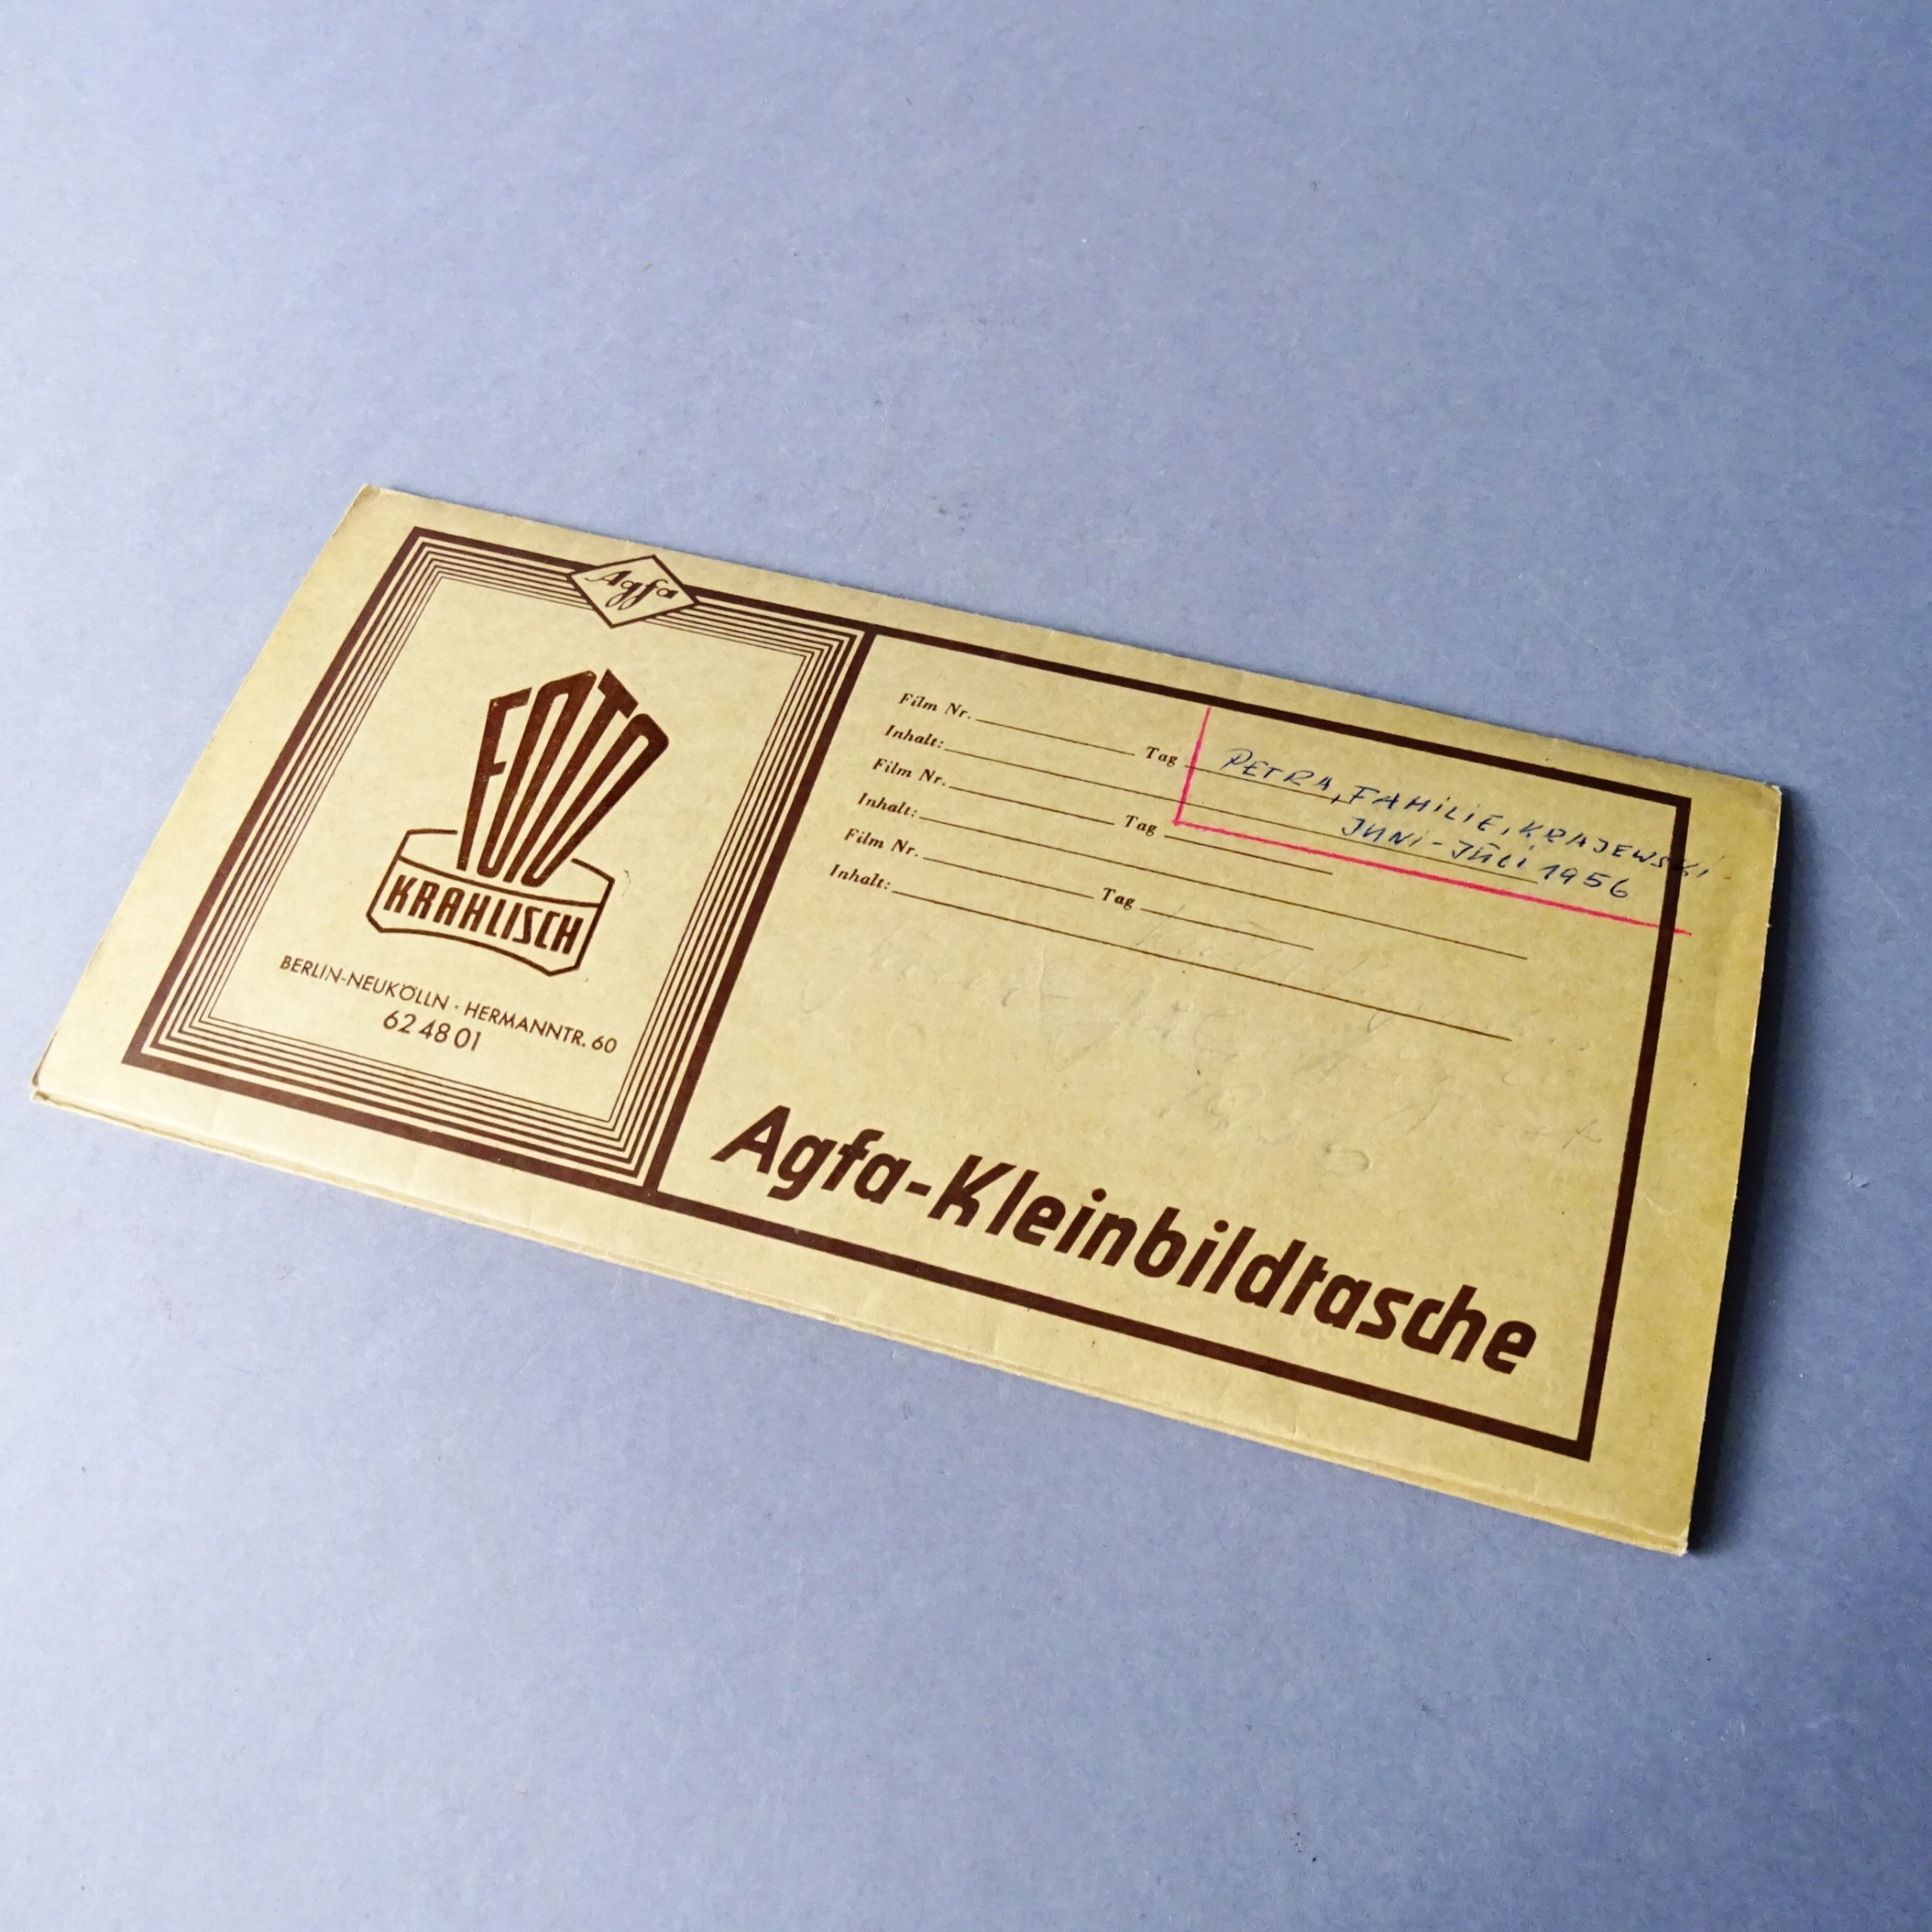 Agfa
FOTO
KRAHLISCH
BERLIN-NEUKÖLLN · HERMANNTR. 60
62 48 01
Film Nr. Tag
Inhalt:
Film Nr. Tag
Inhalt:
Film Nr. Tag
Inhalt:
PETRA, FAMILIE, KRAJEWSKI
JUNI-JULI 1956
Agfa-Kleinbildtasche